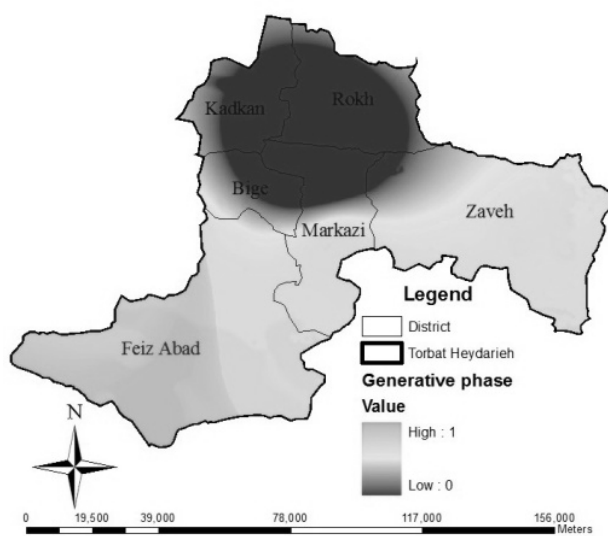 Kadkan
Rokh
Bige
Zaveh
Markazi
Feiz Abad
Legend
District
Torbat Heydarieh
Generative phase
Value
High : 1
Low : 0
N
0 19,500 39,000 78,000 117,000 156,000
Meters